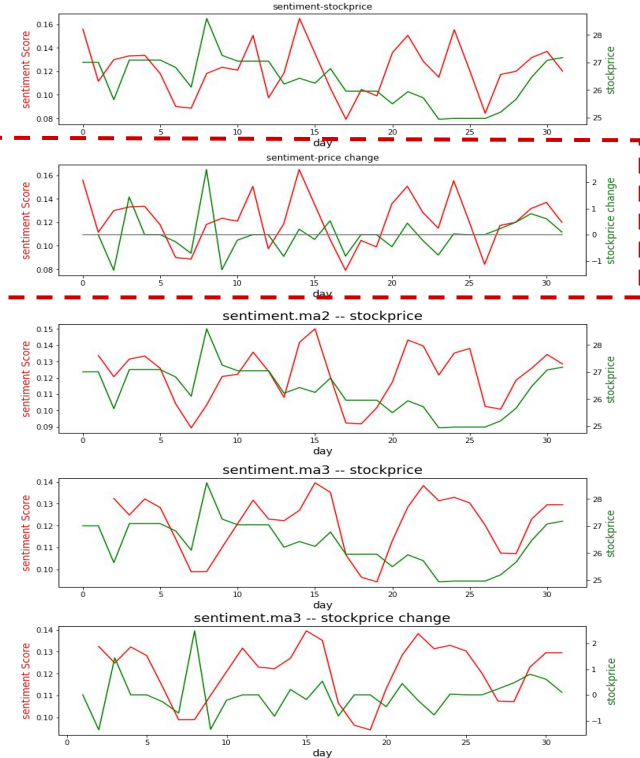 sentiment-stockprice
sentiment Score
0.16
0.14
0.12
0.10
0.08
28
27
26
25
stockprice
0 5 10 15 20 25 30
day
sentiment-price change
sentiment Score
0.16
0.14
0.12
0.10
0.08
2
1
0
−1
stockprice change
0 5 10 15 20 25 30
day
sentiment.ma2 -- stockprice
sentiment Score
0.15
0.14
0.13
0.12
0.11
0.10
0.09
28
27
26
25
stockprice
0 5 10 15 20 25 30
day
sentiment.ma3 -- stockprice
sentiment Score
0.14
0.13
0.12
0.11
0.10
28
27
26
25
stockprice
0 5 10 15 20 25 30
day
sentiment.ma3 -- stockprice change
sentiment Score
0.14
0.13
0.12
0.11
0.10
2
1
0
−1
stockprice
0 5 10 15 20 25 30
day